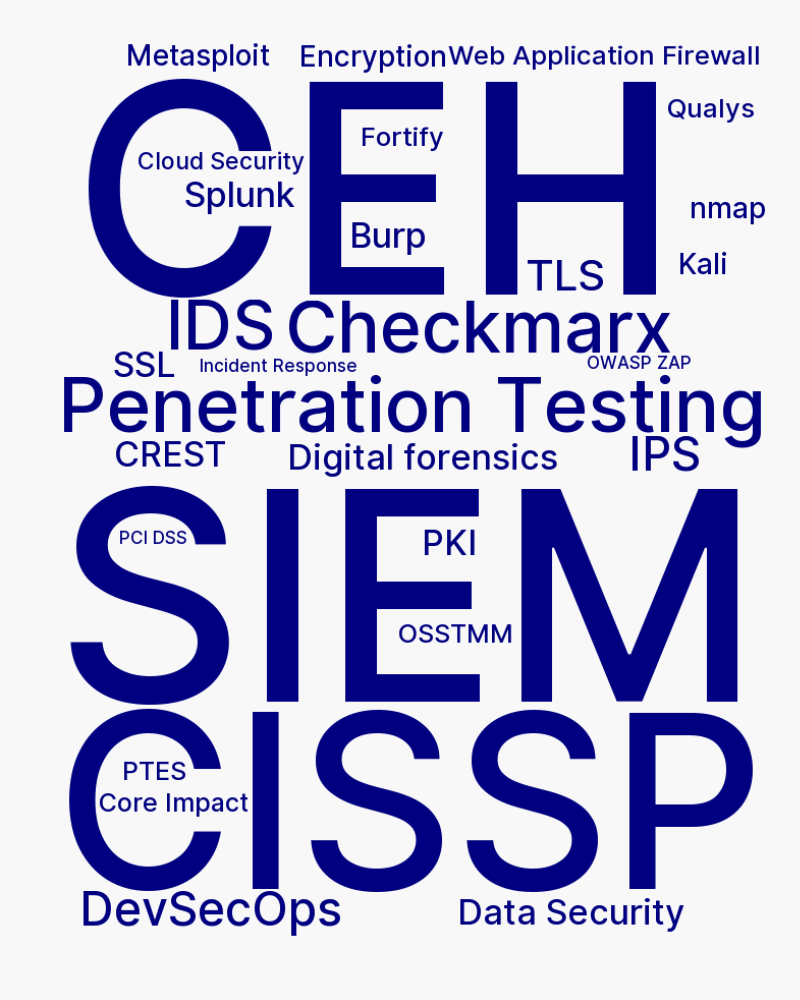 Metasploit
Encryption
Web Application Firewall
CEH
Qualys
Fortify
Cloud Security
Splunk
nmap
Burp
Kali
TLS
IDS
Checkmarx
SSL
Incident Response
OWASP ZAP
Penetration Testing
CREST
Digital forensics
IPS
SIEM
PCI DSS
PKI
OSSTMM
CISSP
PTES
Core Impact
DevSecOps
Data Security